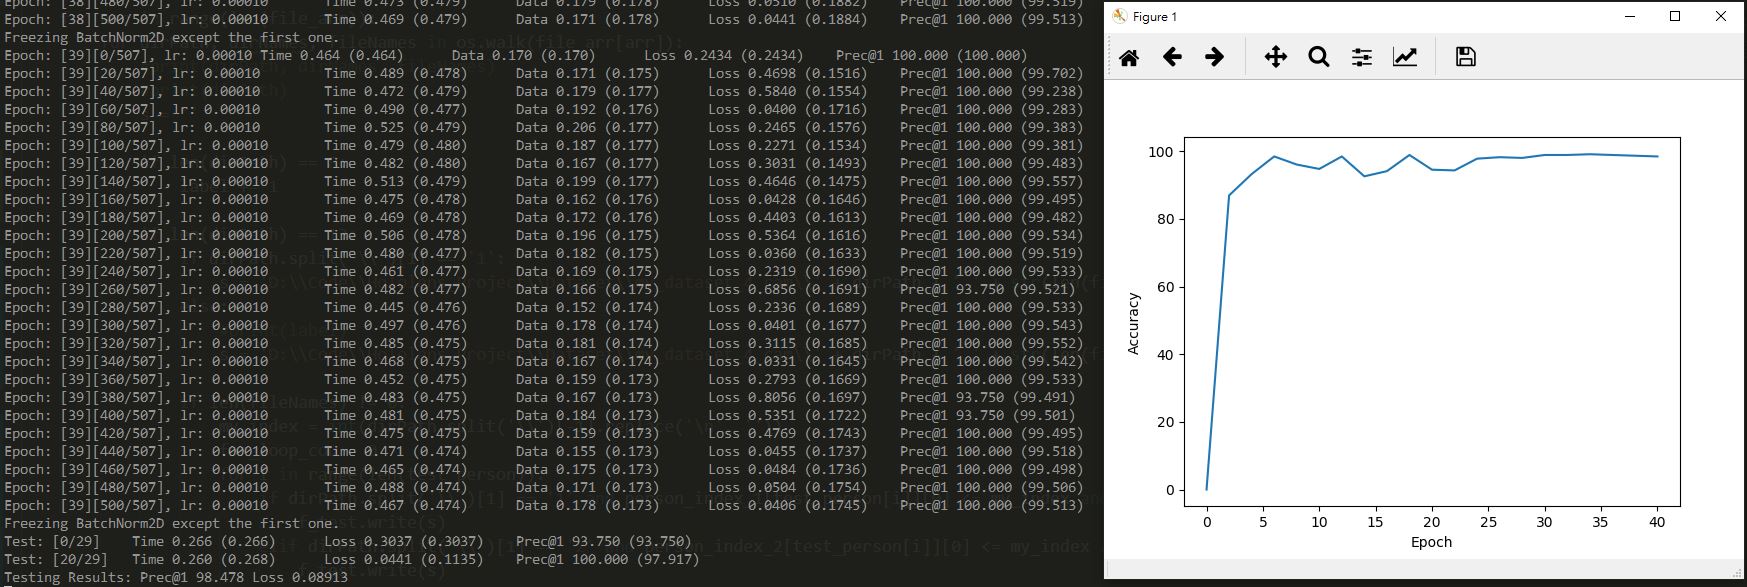 Epoch: [38][480/507], lr: 0.00010 Time 0.473 (0.479) Data 0.179 (0.178) Loss 0.0510 (0.1882) Prec@1 100.000 (99.519)
Epoch: [38][500/507], lr: 0.00010 Time 0.469 (0.479) Data 0.171 (0.178) Loss 0.0441 (0.1884) Prec@1 100.000 (99.513)
Freezing BatchNorm2D except the first one.
Epoch: [39][0/507], lr: 0.00010 Time 0.464 (0.464) Data 0.170 (0.170) Loss 0.2434 (0.2434) Prec@1 100.000 (100.000)
Epoch: [39][20/507], lr: 0.00010 Time 0.489 (0.478) Data 0.171 (0.175) Loss 0.4698 (0.1516) Prec@1 100.000 (99.702)
Epoch: [39][40/507], lr: 0.00010 Time 0.472 (0.479) Data 0.179 (0.177) Loss 0.5840 (0.1554) Prec@1 100.000 (99.238)
Epoch: [39][60/507], lr: 0.00010 Time 0.490 (0.477) Data 0.192 (0.176) Loss 0.0400 (0.1716) Prec@1 100.000 (99.283)
Epoch: [39][80/507], lr: 0.00010 Time 0.525 (0.479) Data 0.206 (0.177) Loss 0.2465 (0.1576) Prec@1 100.000 (99.383)
Epoch: [39][100/507], lr: 0.00010 Time 0.479 (0.480) Data 0.187 (0.177) Loss 0.2271 (0.1534) Prec@1 100.000 (99.381)
Epoch: [39][120/507], lr: 0.00010 Time 0.482 (0.480) Data 0.167 (0.177) Loss 0.3031 (0.1493) Prec@1 100.000 (99.483)
Epoch: [39][140/507], lr: 0.00010 Time 0.513 (0.479) Data 0.199 (0.177) Loss 0.4646 (0.1475) Prec@1 100.000 (99.557)
Epoch: [39][160/507], lr: 0.00010 Time 0.475 (0.478) Data 0.162 (0.176) Loss 0.0428 (0.1646) Prec@1 100.000 (99.495)
Epoch: [39][180/507], lr: 0.00010 Time 0.469 (0.478) Data 0.172 (0.176) Loss 0.4403 (0.1613) Prec@1 100.000 (99.482)
Epoch: [39][200/507], lr: 0.00010 Time 0.506 (0.478) Data 0.196 (0.175) Loss 0.5364 (0.1616) Prec@1 100.000 (99.534)
Epoch: [39][220/507], lr: 0.00010 Time 0.480 (0.477) Data 0.182 (0.175) Loss 0.0360 (0.1633) Prec@1 100.000 (99.519)
Epoch: [39][240/507], lr: 0.00010 Time 0.461 (0.477) Data 0.169 (0.175) Loss 0.2319 (0.1690) Prec@1 100.000 (99.533)
Epoch: [39][260/507], lr: 0.00010 Time 0.482 (0.477) Data 0.166 (0.175) Loss 0.6856 (0.1691) Prec@1 93.750 (99.521)
Epoch: [39][280/507], lr: 0.00010 Time 0.445 (0.476) Data 0.152 (0.174) Loss 0.2336 (0.1689) Prec@1 100.000 (99.533)
Epoch: [39][300/507], lr: 0.00010 Time 0.497 (0.476) Data 0.178 (0.174) Loss 0.0401 (0.1677) Prec@1 100.000 (99.543)
Epoch: [39][320/507], lr: 0.00010 Time 0.485 (0.475) Data 0.181 (0.174) Loss 0.3115 (0.1685) Prec@1 100.000 (99.552)
Epoch: [39][340/507], lr: 0.00010 Time 0.468 (0.475) Data 0.167 (0.174) Loss 0.0331 (0.1645) Prec@1 100.000 (99.542)
Epoch: [39][360/507], lr: 0.00010 Time 0.452 (0.475) Data 0.159 (0.173) Loss 0.2793 (0.1669) Prec@1 100.000 (99.533)
Epoch: [39][380/507], lr: 0.00010 Time 0.483 (0.475) Data 0.167 (0.173) Loss 0.8056 (0.1697) Prec@1 93.750 (99.491)
Epoch: [39][400/507], lr: 0.00010 Time 0.481 (0.475) Data 0.184 (0.173) Loss 0.5351 (0.1722) Prec@1 93.750 (99.501)
Epoch: [39][420/507], lr: 0.00010 Time 0.475 (0.475) Data 0.159 (0.173) Loss 0.4769 (0.1743) Prec@1 100.000 (99.495)
Epoch: [39][440/507], lr: 0.00010 Time 0.471 (0.474) Data 0.155 (0.173) Loss 0.0455 (0.1737) Prec@1 100.000 (99.518)
Epoch: [39][460/507], lr: 0.00010 Time 0.465 (0.474) Data 0.175 (0.173) Loss 0.0484 (0.1736) Prec@1 100.000 (99.498)
Epoch: [39][480/507], lr: 0.00010 Time 0.488 (0.474) Data 0.171 (0.173) Loss 0.0504 (0.1754) Prec@1 100.000 (99.506)
Epoch: [39][500/507], lr: 0.00010 Time 0.467 (0.474) Data 0.178 (0.173) Loss 0.0406 (0.1745) Prec@1 100.000 (99.513)
Freezing BatchNorm2D except the first one.
Test: [0/29] Time 0.266 (0.266) Loss 0.3037 (0.3037) Prec@1 93.750 (93.750)
Test: [20/29] Time 0.260 (0.268) Loss 0.0441 (0.1135) Prec@1 100.000 (97.917)
Testing Results: Prec@1 98.478 Loss 0.08913
Figure 1
100
80
60
40
20
0
Accuracy
0 5 10 15 20 25 30 35 40
Epoch